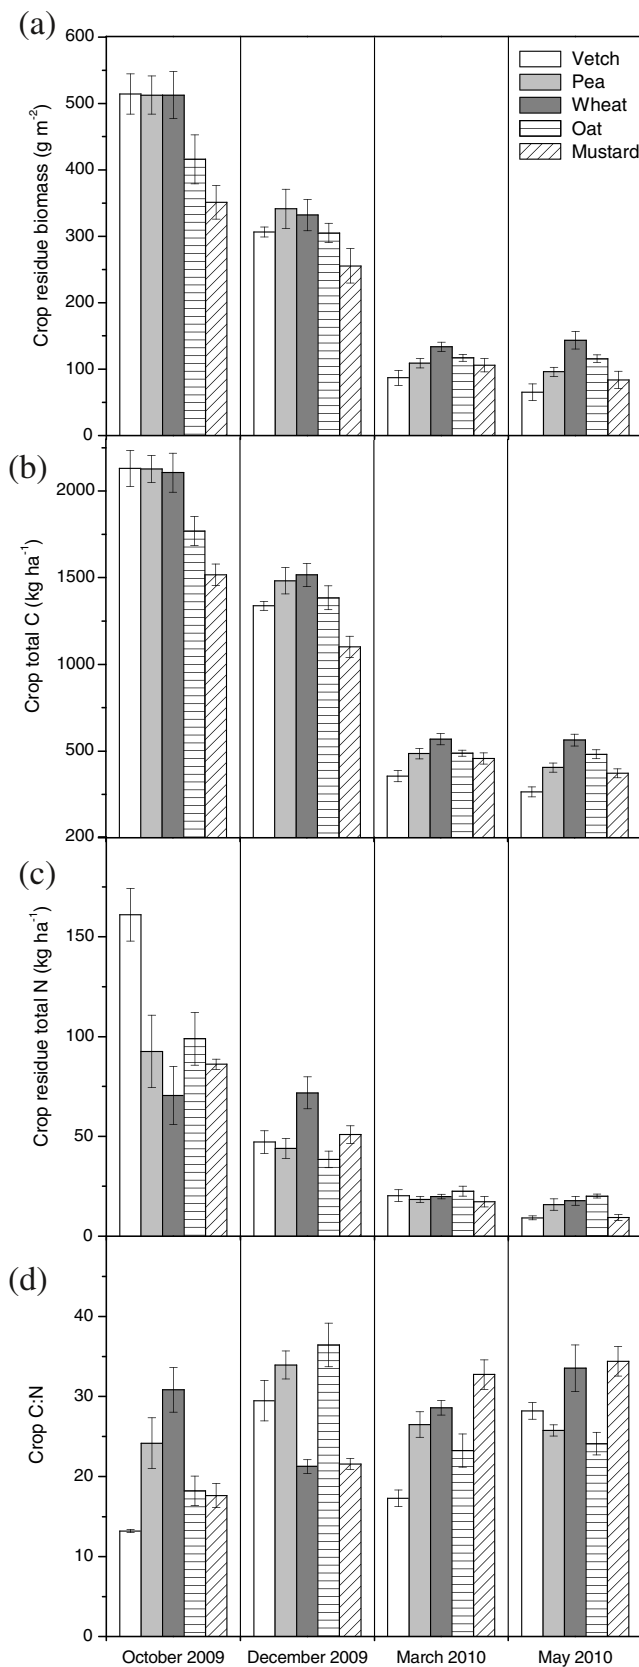 (a)
600
500
400
300
200
100
0
Crop residue biomass (g m-2)
Vetch
Pea
Wheat
Oat
Mustard
(b)
2000
1500
1000
500
200
Crop total C (kg ha-1)
(c)
150
100
50
0
Crop residue total N (kg ha-1)
(d)
40
30
20
10
0
Crop C:N
October 2009
December 2009
March 2010
May 2010